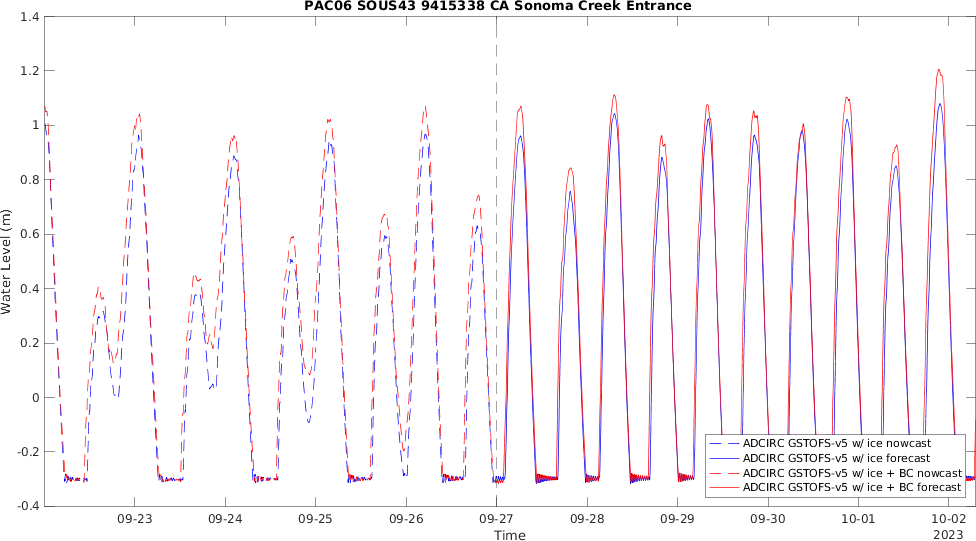 PAC06 SOUS43 9415338 CA Sonoma Creek Entrance
1.4
1.2
1
0.8
0.6
0.4
0.2
0
-0.2
-0.4
Water Level (m)
ADCIRC GSTOFS-v5 w/ ice nowcast
ADCIRC GSTOFS-v5 w/ ice forecast
ADCIRC GSTOFS-v5 w/ ice + BC nowcast
ADCIRC GSTOFS-v5 w/ ice + BC forecast
09-23 09-24 09-25 09-26 09-27 09-28 09-29 09-30 10-01 10-02
Time
2023